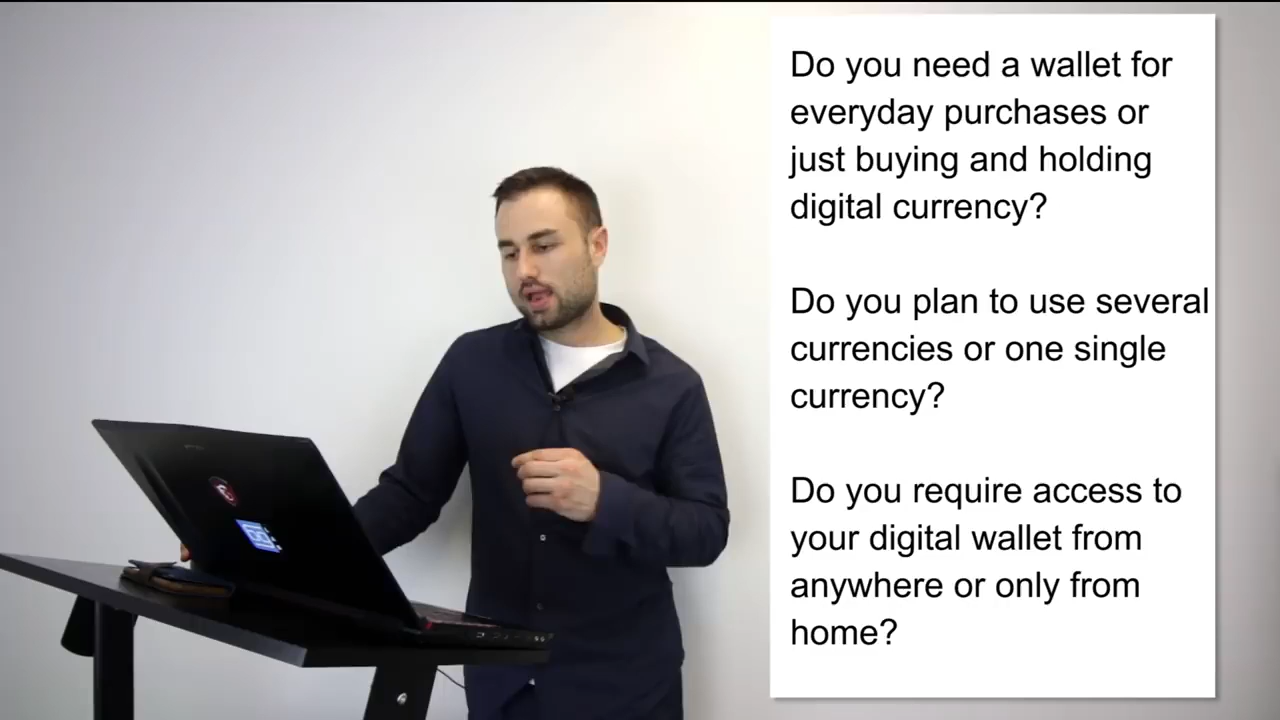 Do you need a wallet for
everyday purchases or
just buying and holding
digital currency?
Do you plan to use several
currencies or one single
currency?
Do you require access to
your digital wallet from
anywhere or only from
home?